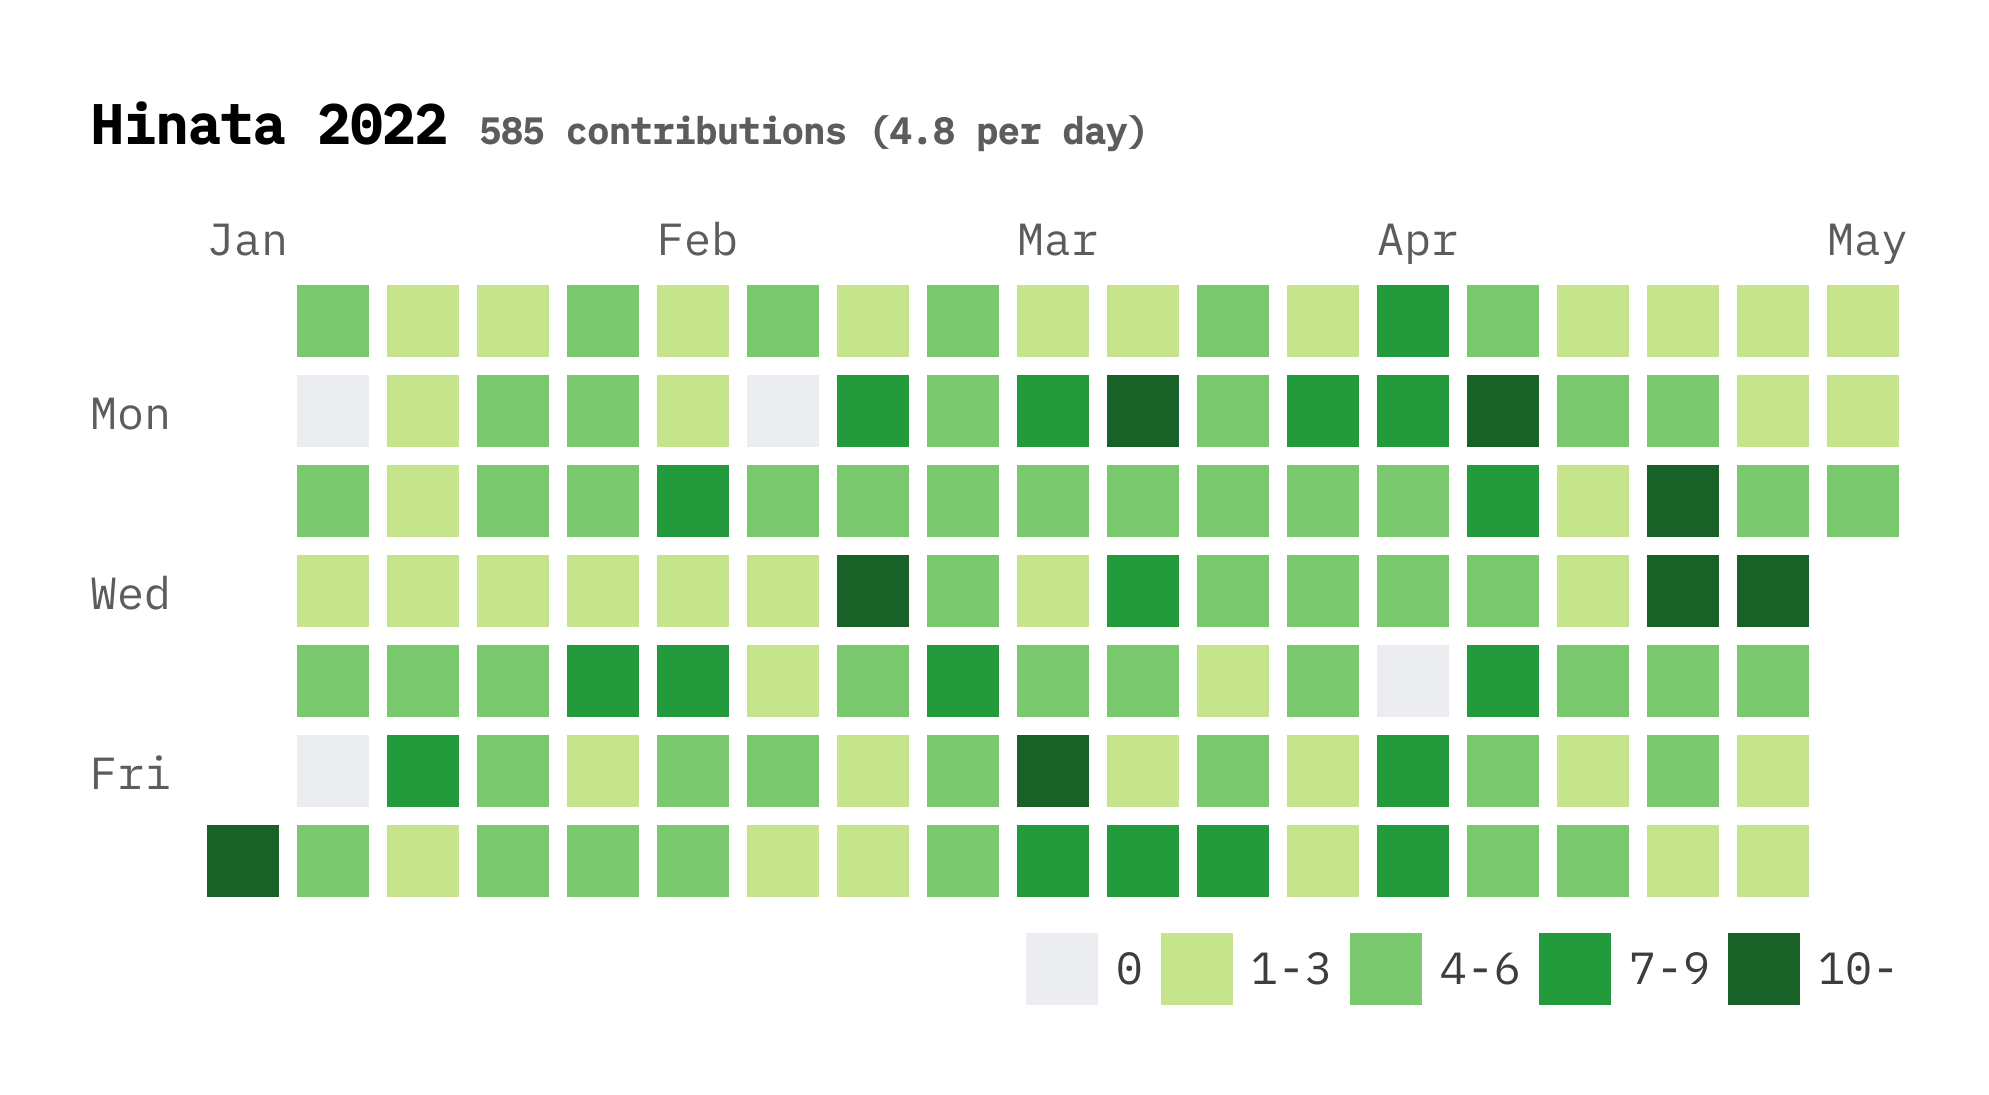 Hinata 2022 585 contributions (4.8 per day)
Jan Feb Mar Apr May
Mon
Wed
Fri
0 1-3 4-6 7-9 10-